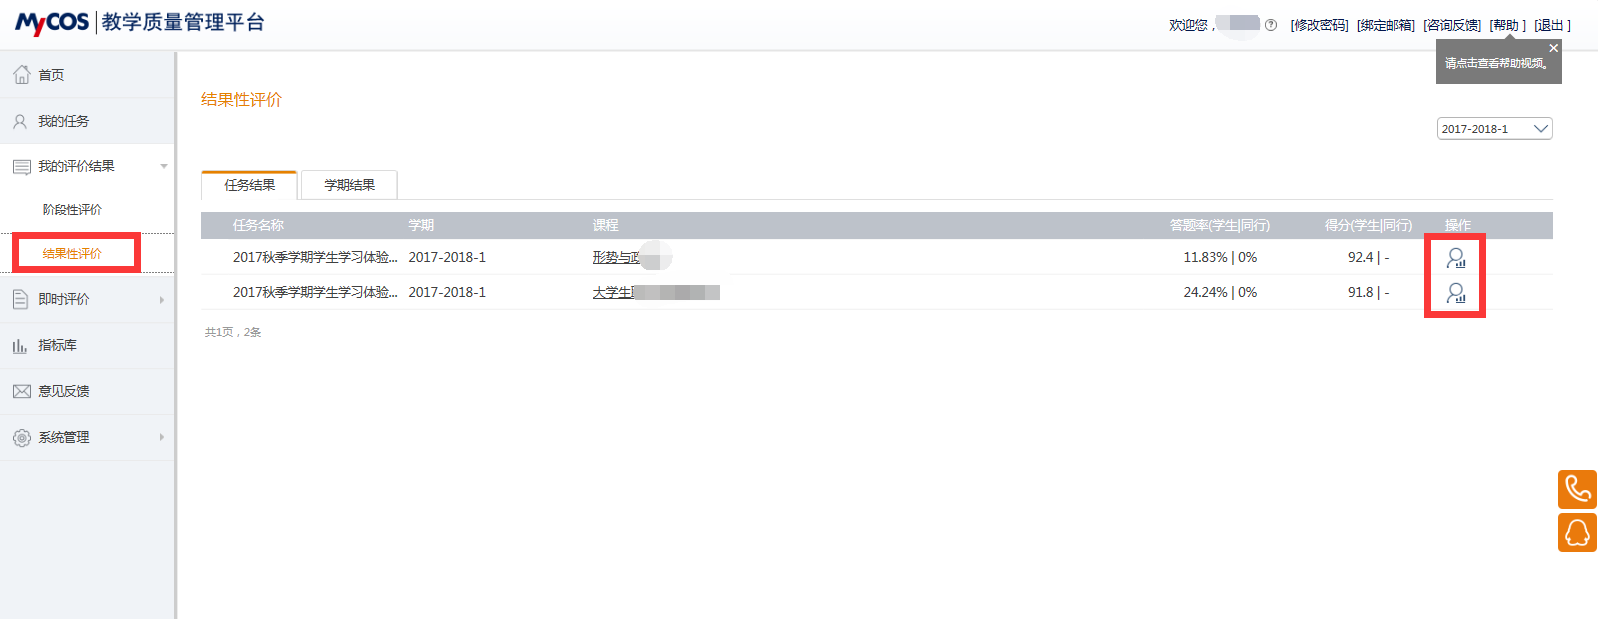 MyCOS 教学质量管理平台
欢迎您， [修改密码] [绑定邮箱] [咨询反馈] [帮助 ] [退出 ]
请点击查看帮助视频。
首页
我的任务
我的评价结果
阶段性评价
结果性评价
即时评价
指标库
意见反馈
系统管理
结果性评价
2017-2018-1
任务结果 学期结果
任务名称 学期 课程 答题率(学生|同行) 得分(学生|同行) 操作
2017秋季学期学生学习体验... 2017-2018-1 形势与政 11.83% | 0% 92.4 | -
2017秋季学期学生学习体验... 2017-2018-1 大学生 24.24% | 0% 91.8 | -
共1页，2条